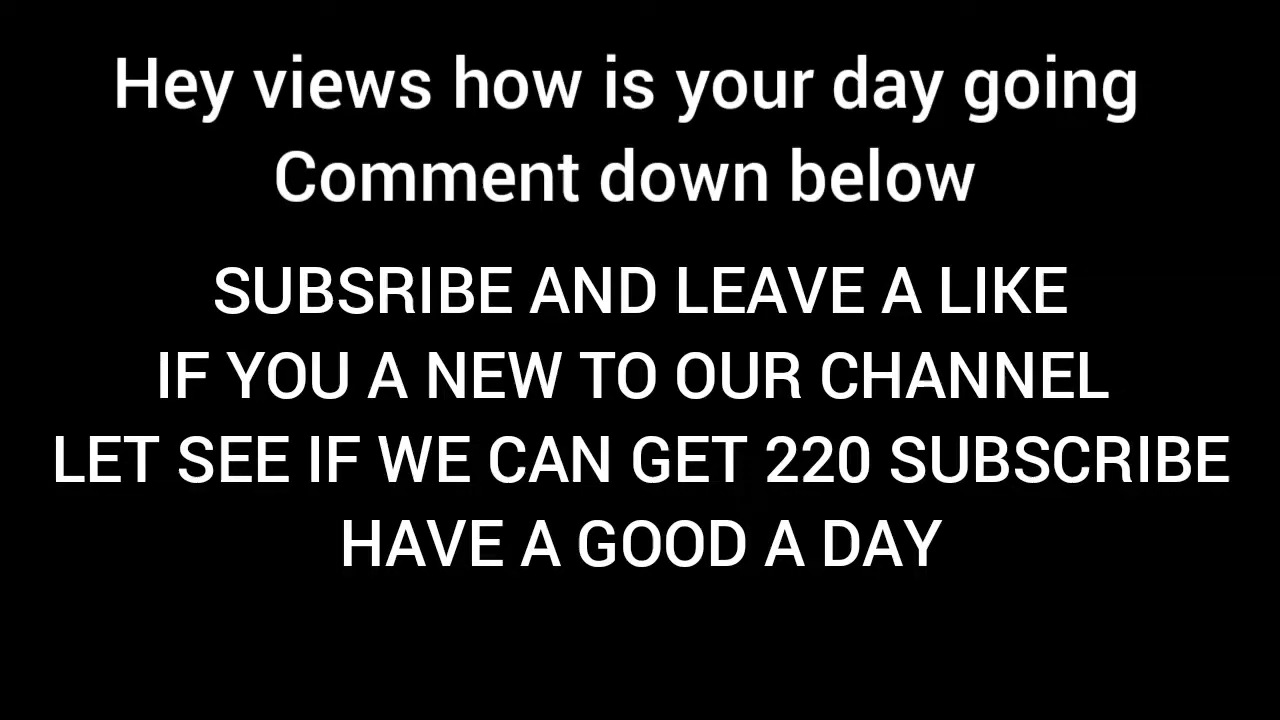 Hey views how is your day going
Comment down below
SUBSRIBE AND LEAVE A LIKE
IF YOU A NEW TO OUR CHANNEL
LET SEE IF WE CAN GET 220 SUBSCRIBE
HAVE A GOOD A DAY